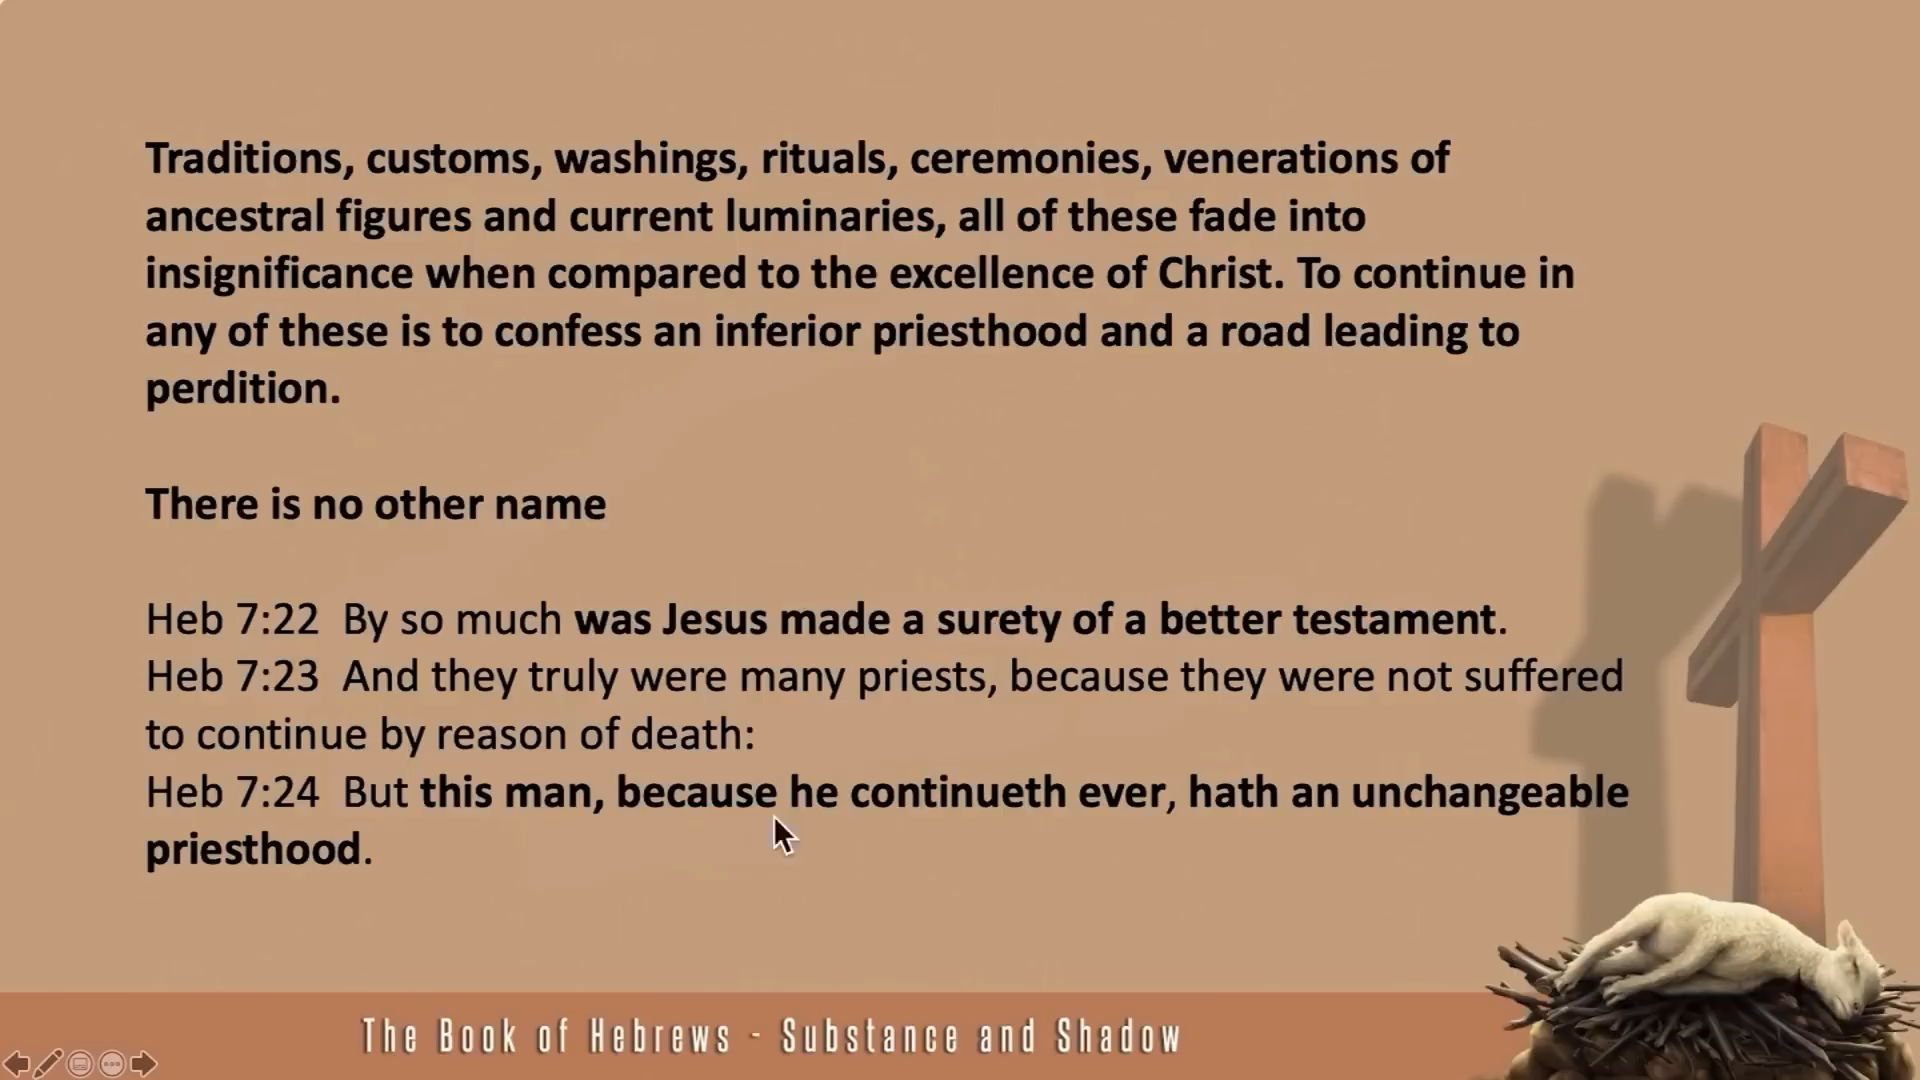 Traditions, customs, washings, rituals, ceremonies, venerations of
ancestral figures and current luminaries, all of these fade into
insignificance when compared to the excellence of Christ. To continue in
any of these is to confess an inferior priesthood and a road leading to
perdition.
There is no other name
Heb 7:22  By so much was Jesus made a surety of a better testament.
Heb 7:23  And they truly were many priests, because they were not suffered
to continue by reason of death:
Heb 7:24  But this man, because he continueth ever, hath an unchangeable
priesthood.
The Book of Hebrews - Substance and Shadow